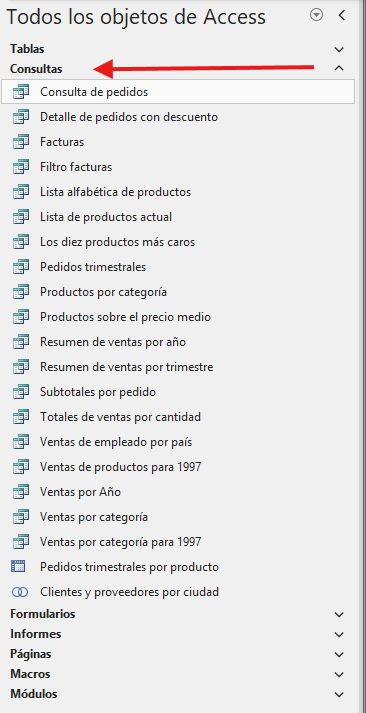 Todos los objetos de Access
Tablas
Consultas
Consulta de pedidos
Detalle de pedidos con descuento
Facturas
Filtro facturas
Lista alfabética de productos
Lista de productos actual
Los diez productos más caros
Pedidos trimestrales
Productos por categoría
Productos sobre el precio medio
Resumen de ventas por año
Resumen de ventas por trimestre
Subtotales por pedido
Totales de ventas por cantidad
Ventas de empleado por país
Ventas de productos para 1997
Ventas por Año
Ventas por categoría
Ventas por categoría para 1997
Pedidos trimestrales por producto
Clientes y proveedores por ciudad
Formularios
Informes
Páginas
Macros
Módulos